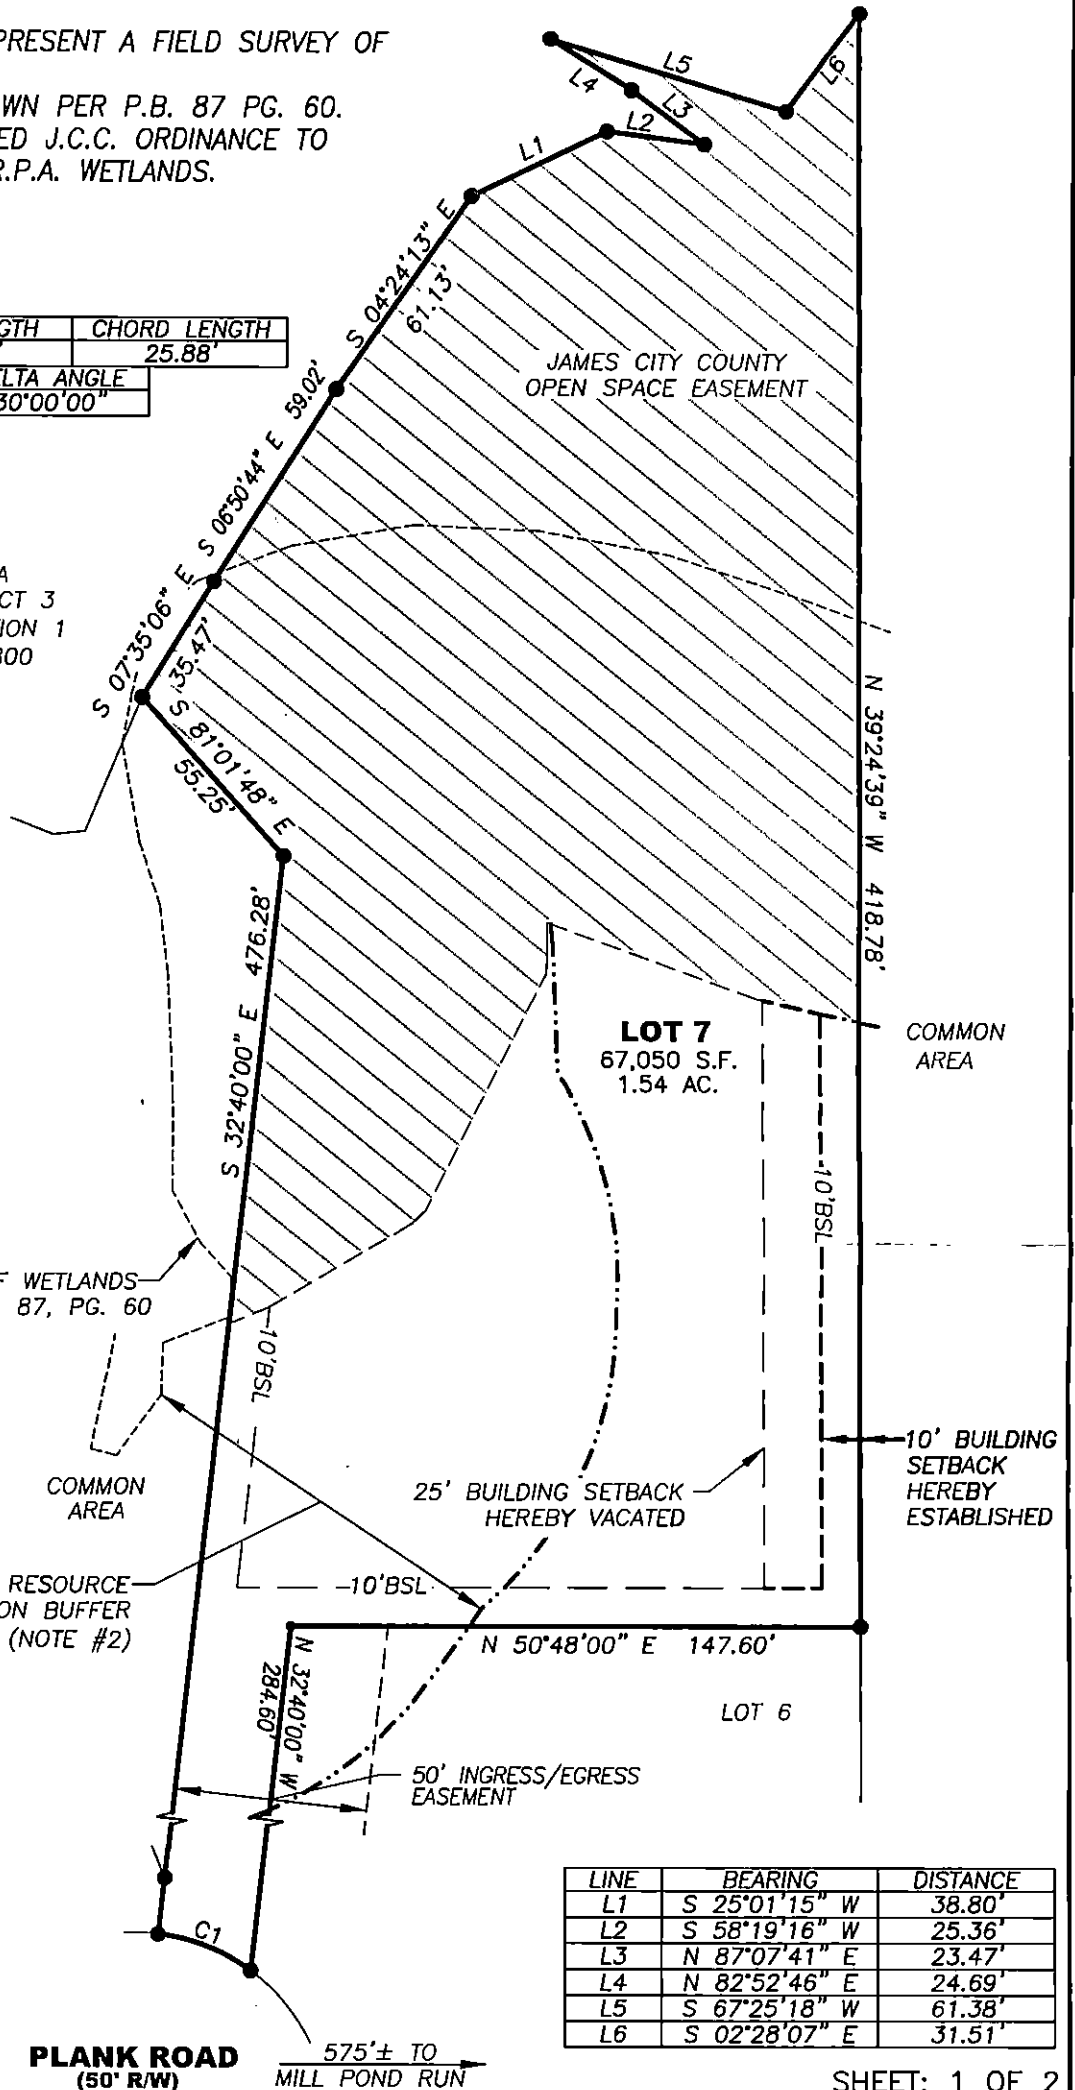 PRESENT A FIELD SURVEY OF
WN PER P.B. 87 PG. 60.
ED J.C.C. ORDINANCE TO
R.P.A. WETLANDS.
L5
L6
L4
L3
L2
L1
S 04°24'13" E
61.13'
GTH CHORD LENGTH
25.88'
LTA ANGLE
30°00'00"
JAMES CITY COUNTY
OPEN SPACE EASEMENT
S 06°50'44" E 59.02'
A
CT 3
ION 1
300
S 07°35'06" E
35.47'
S 81°01'48" E
55.25'
N 39°24'39" W 418.78'
S 32°40'00" E 476.28'
LOT 7
67,050 S.F.
1.54 AC.
COMMON
AREA
10'BSL
F WETLANDS
87, PG. 60
10'BSL
COMMON
AREA
25' BUILDING SETBACK
HEREBY VACATED
10' BUILDING
SETBACK
HEREBY
ESTABLISHED
RESOURCE
ON BUFFER
(NOTE #2)
10'BSL
N 50°48'00" E 147.60'
N 32°40'00" W
284.60'
LOT 6
50' INGRESS/EGRESS
EASEMENT
C1
LINE BEARING DISTANCE
L1 S 25°01'15" W 38.80'
L2 S 58°19'16" W 25.36'
L3 N 87°07'41" E 23.47'
L4 N 82°52'46" E 24.69'
L5 S 67°25'18" W 61.38'
L6 S 02°28'07" E 31.51'
PLANK ROAD
(50' R/W)
575'± TO
MILL POND RUN
SHEET: 1 OF 2